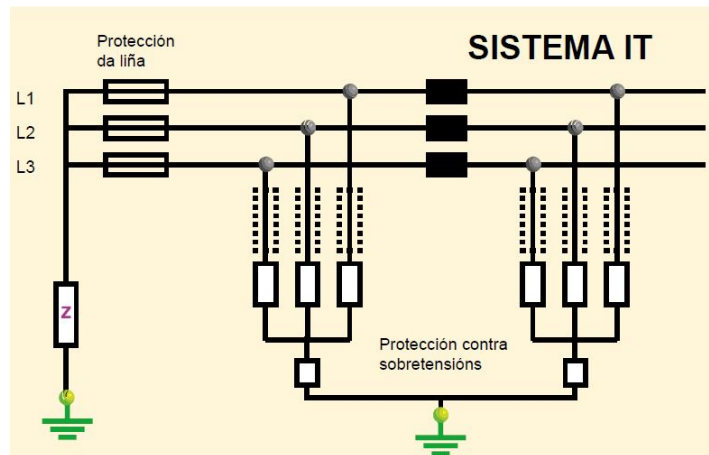 Protección
da liña
SISTEMA IT
L1
L2
L3
Z
Protección contra
sobretensións